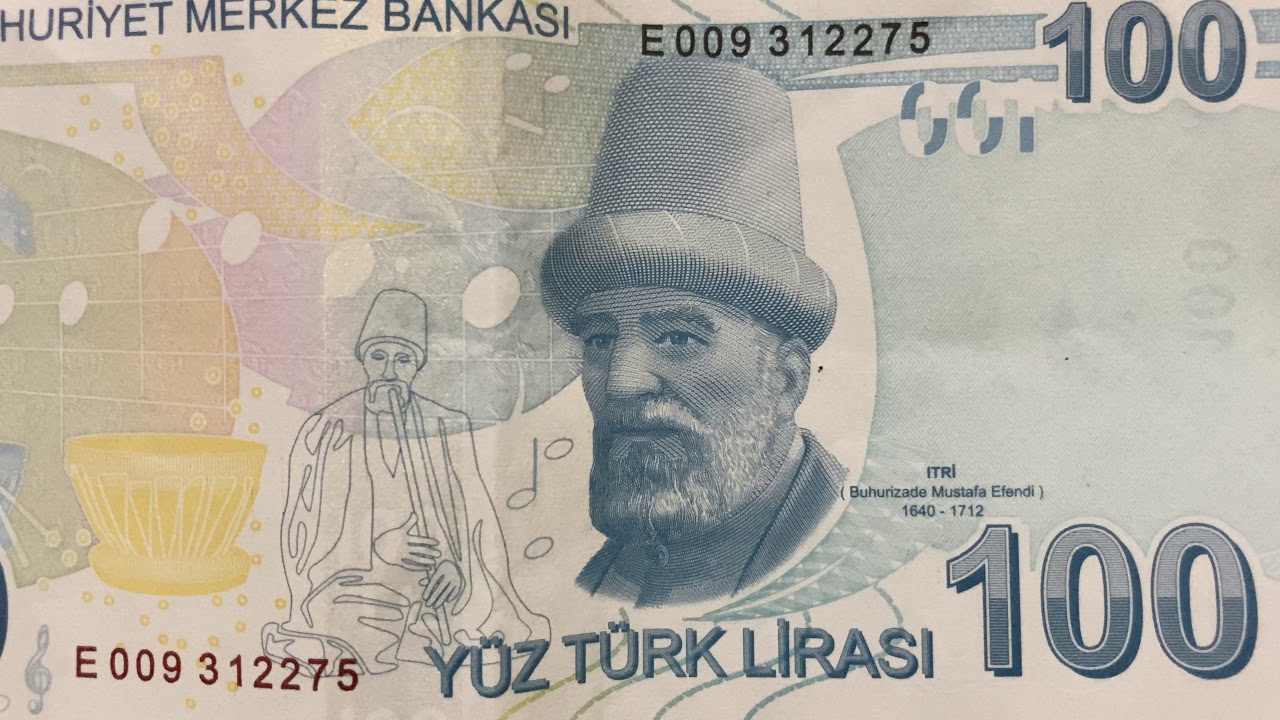 HURİYET MERKEZ BANKASI
E009 312275
100
ITRİ
( Buhurizade Mustafa Efendi )
1640 - 1712
100
E009 312275
YÜZ TÜRK LİRASI